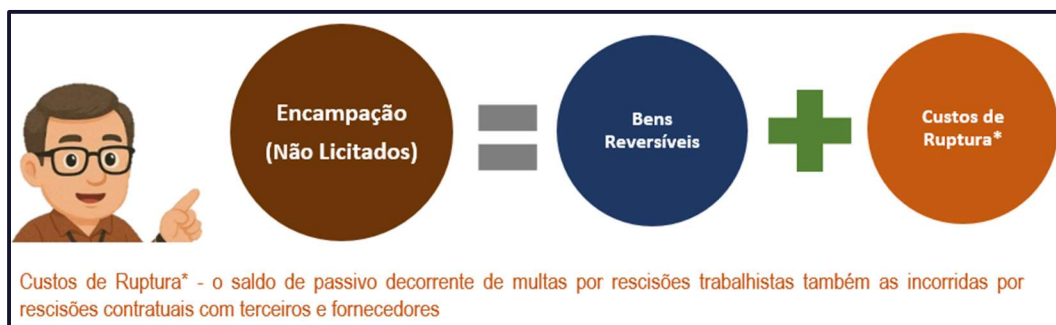 Encampação
(Não Licitados)
Bens
Reversíveis
Custos de
Ruptura*
Custos de Ruptura* - o saldo de passivo decorrente de multas por rescisões trabalhistas também as incorridas por
rescisões contratuais com terceiros e fornecedores